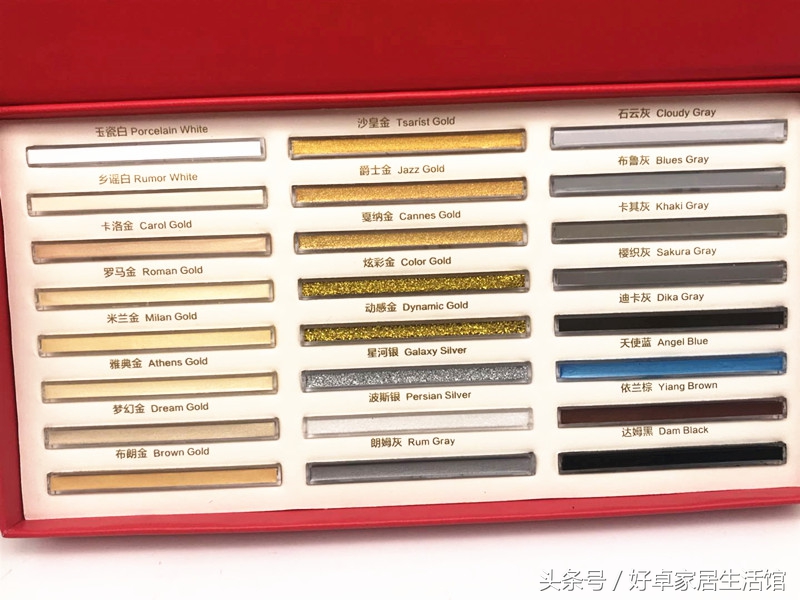 玉瓷白 Porcelain White
乡谣白 Rumor White
卡洛金 Carol Gold
罗马金 Roman Gold
米兰金 Milan Gold
雅典金 Athens Gold
梦幻金 Dream Gold
布朗金 Brown Gold
沙皇金 Tsarist Gold
爵士金 Jazz Gold
戛纳金 Cannes Gold
炫彩金 Color Gold
动感金 Dynamic Gold
星河银 Galaxy Silver
波斯银 Persian Silver
朗姆灰 Rum Gray
石云灰 Cloudy Gray
布鲁灰 Blues Gray
卡其灰 Khaki Gray
樱织灰 Sakura Gray
迪卡灰 Dika Gray
天使蓝 Angel Blue
依兰棕 Yiang Brown
达姆黑 Dam Black
头条号 / 好卓家居生活馆